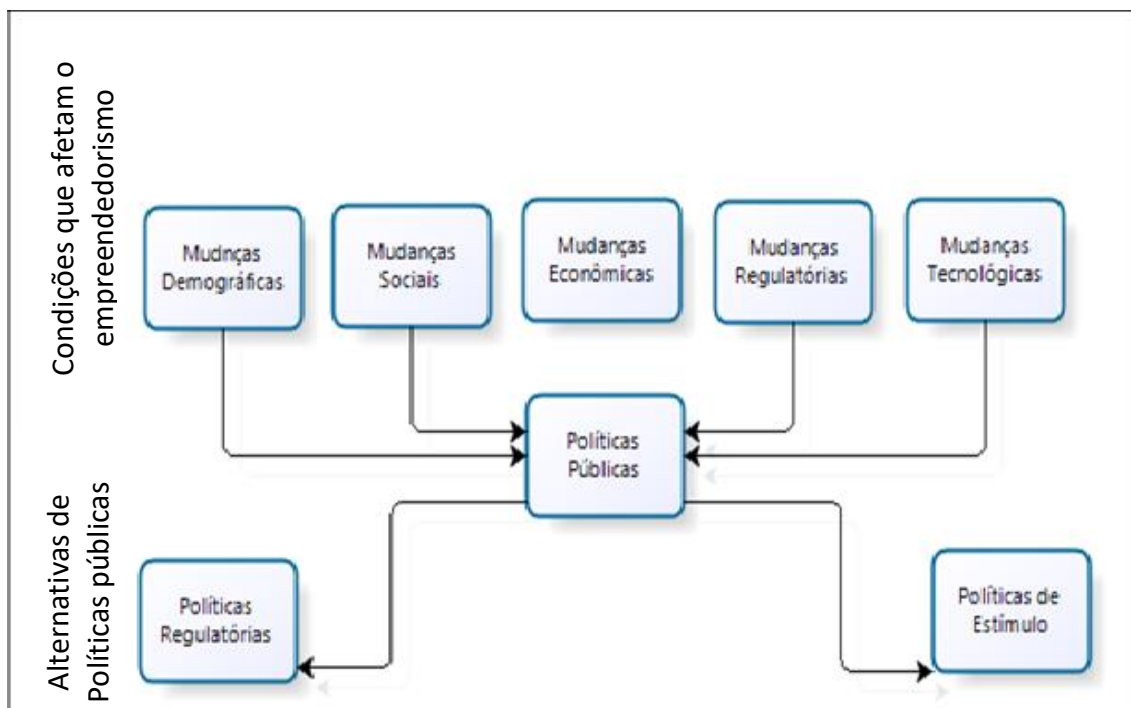 Condições que afetam o
empreendedorismo
Mudnças
Demográficas
Mudanças
Sociais
Mudanças
Econômicas
Mudanças
Regulatórias
Mudanças
Tecnológicas
Políticas
Públicas
Alternativas de
Políticas públicas
Políticas
Regulatórias
Políticas de
Estímulo